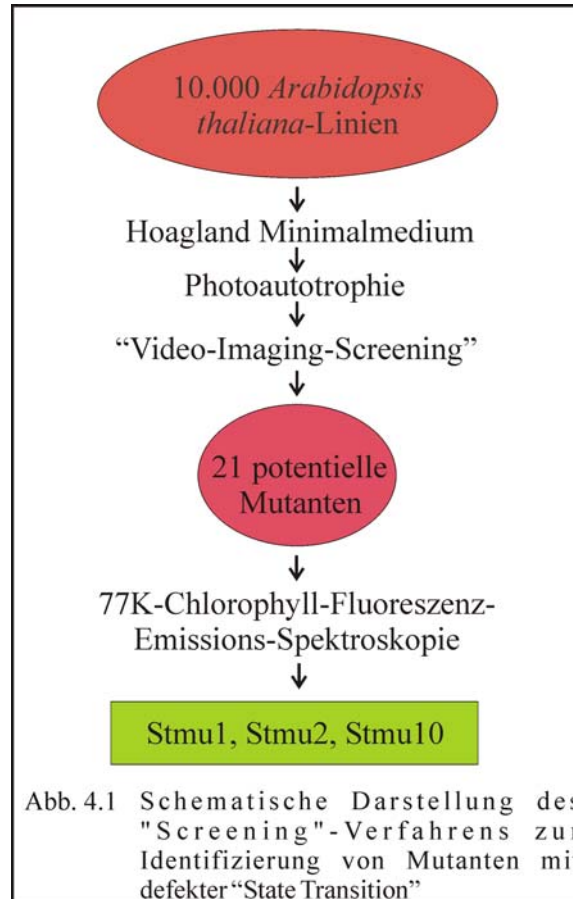 10.000 Arabidopsis
thaliana-Linien
Hoagland Minimalmedium
Photoautotrophie
“Video-Imaging-Screening”
21 potentielle
Mutanten
77K-Chlorophyll-Fluoreszenz-
Emissions-Spektroskopie
Stmu1, Stmu2, Stmu10
Abb. 4.1 Schematische Darstellung des
"Screening"-Verfahrens zur
Identifizierung von Mutanten mit
defekter “State Transition”